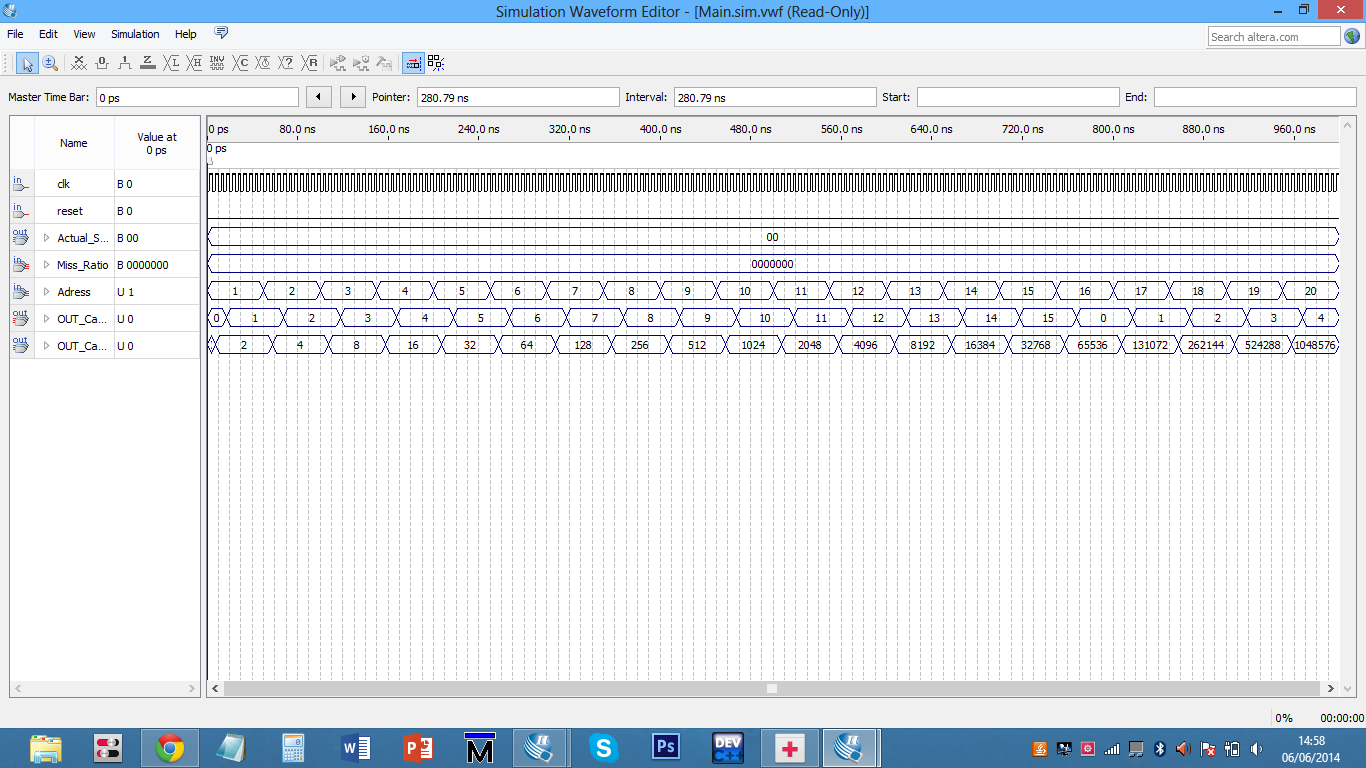 Simulation Waveform Editor - [Main.sim.vwf (Read-Only)]
File Edit View Simulation Help
Search altera.com
Master Time Bar: 0 ps Pointer: 280.79 ns Interval: 280.79 ns Start: End:
Name Value at 0 ps
0 ps 80.0 ns 160.0 ns 240.0 ns 320.0 ns 400.0 ns 480.0 ns 560.0 ns 640.0 ns 720.0 ns 800.0 ns 880.0 ns 960.0 ns
0 ps
in clk B 0
in reset B 0
out Actual_S... B 00 00
in Miss_Ratio B 0000000 0000000
in Adress U 1 1 2 3 4 5 6 7 8 9 10 11 12 13 14 15 16 17 18 19 20
out OUT_Ca... U 0 0 1 2 3 4 5 6 7 8 9 10 11 12 13 14 15 0 1 2 3 4
out OUT_Ca... U 0 2 4 8 16 32 64 128 256 512 1024 2048 4096 8192 16384 32768 65536 131072 262144 524288 1048576
0% 00:00:00
W P M S Ps DEV C++
14:58
06/06/2014